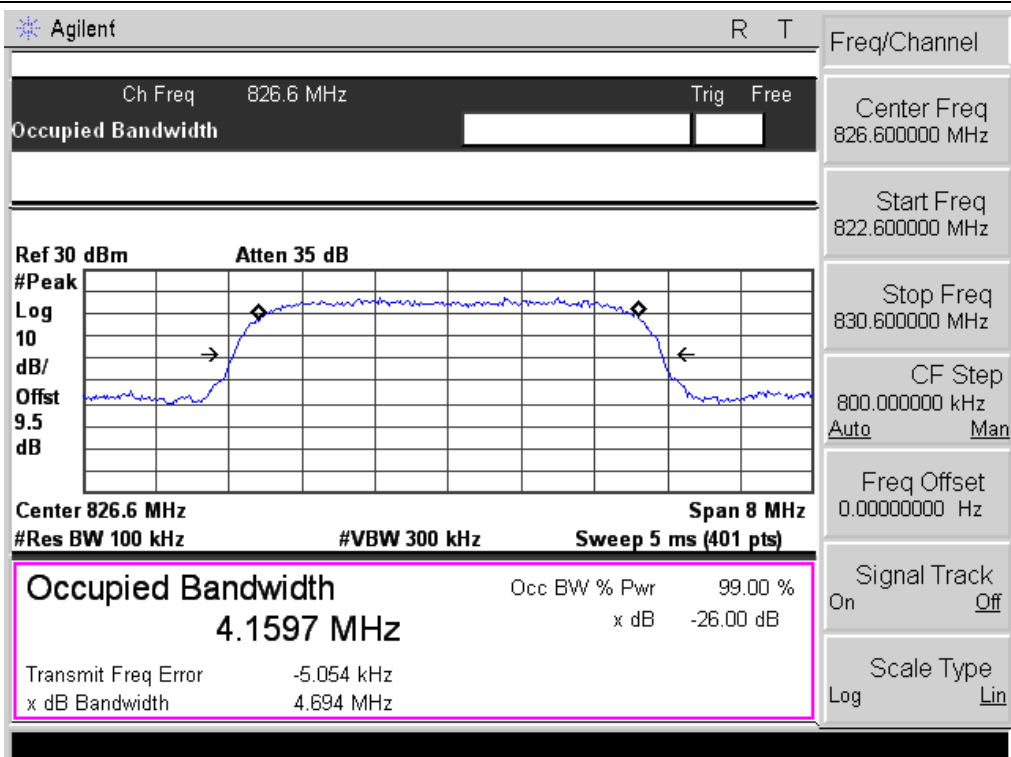 Agilent R T
Ch Freq 826.6 MHz Trig Free
Occupied Bandwidth
Ref 30 dBm Atten 35 dB
#Peak
Log
10
dB/
Offst
9.5
dB
Center 826.6 MHz Span 8 MHz
#Res BW 100 kHz #VBW 300 kHz Sweep 5 ms (401 pts)
Occupied Bandwidth Occ BW % Pwr 99.00 %
4.1597 MHz x dB -26.00 dB
Transmit Freq Error -5.054 kHz
x dB Bandwidth 4.694 MHz
Freq/Channel
Center Freq
826.600000 MHz
Start Freq
822.600000 MHz
Stop Freq
830.600000 MHz
CF Step
800.000000 kHz
Auto Man
Freq Offset
0.00000000 Hz
Signal Track
On Off
Scale Type
Log Lin